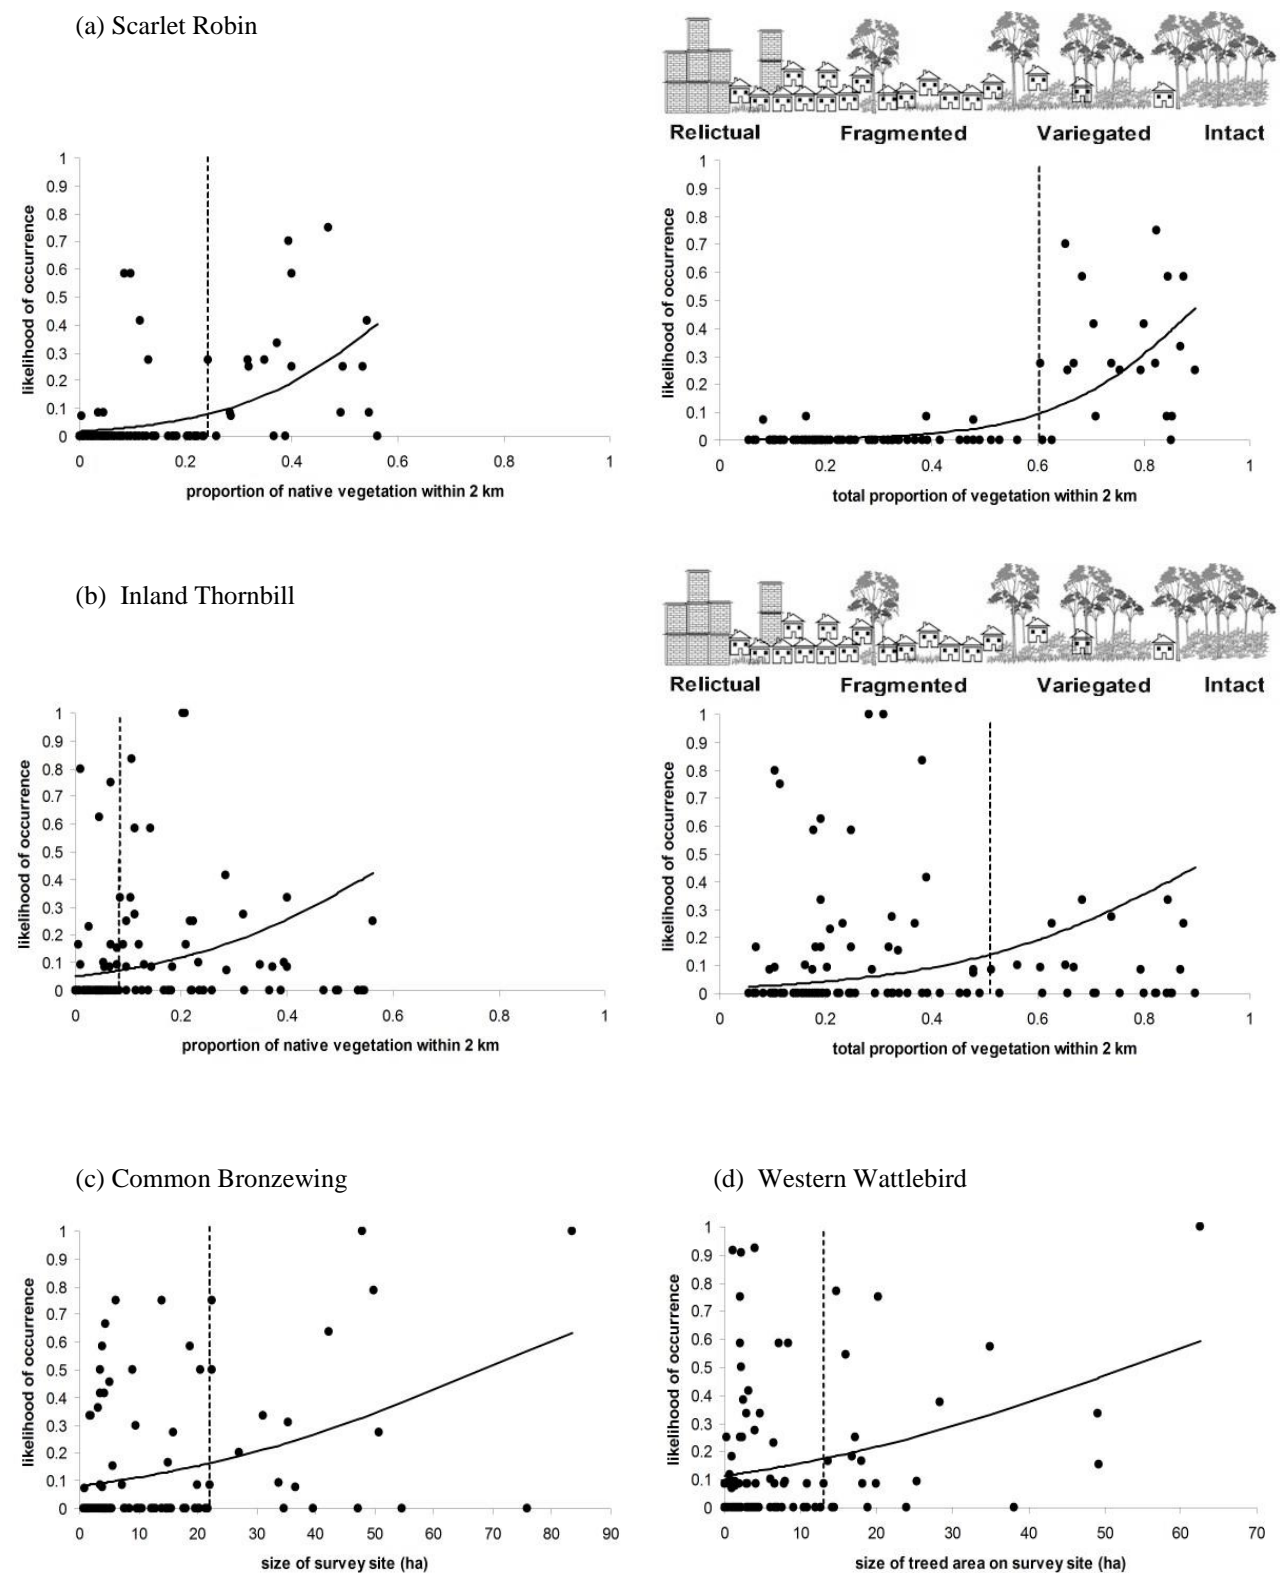 (a) Scarlet Robin
Relictual Fragmented Variegated Intact
likelihood of occurrence
1
0.9
0.8
0.7
0.6
0.5
0.4
0.3
0.2
0.1
0
0 0.2 0.4 0.6 0.8 1
proportion of native vegetation within 2 km
likelihood of occurrence
1
0.9
0.8
0.7
0.6
0.5
0.4
0.3
0.2
0.1
0
0 0.2 0.4 0.6 0.8 1
total proportion of vegetation within 2 km
(b) Inland Thornbill
Relictual Fragmented Variegated Intact
likelihood of occurrence
1
0.9
0.8
0.7
0.6
0.5
0.4
0.3
0.2
0.1
0
0 0.2 0.4 0.6 0.8 1
proportion of native vegetation within 2 km
likelihood of occurrence
1
0.9
0.8
0.7
0.6
0.5
0.4
0.3
0.2
0.1
0
0 0.2 0.4 0.6 0.8 1
total proportion of vegetation within 2 km
(c) Common Bronzewing
likelihood of occurrence
1
0.9
0.8
0.7
0.6
0.5
0.4
0.3
0.2
0.1
0
0 10 20 30 40 50 60 70 80 90
size of survey site (ha)
(d) Western Wattlebird
likelihood of occurrence
1
0.9
0.8
0.7
0.6
0.5
0.4
0.3
0.2
0.1
0
0 10 20 30 40 50 60 70
size of treed area on survey site (ha)